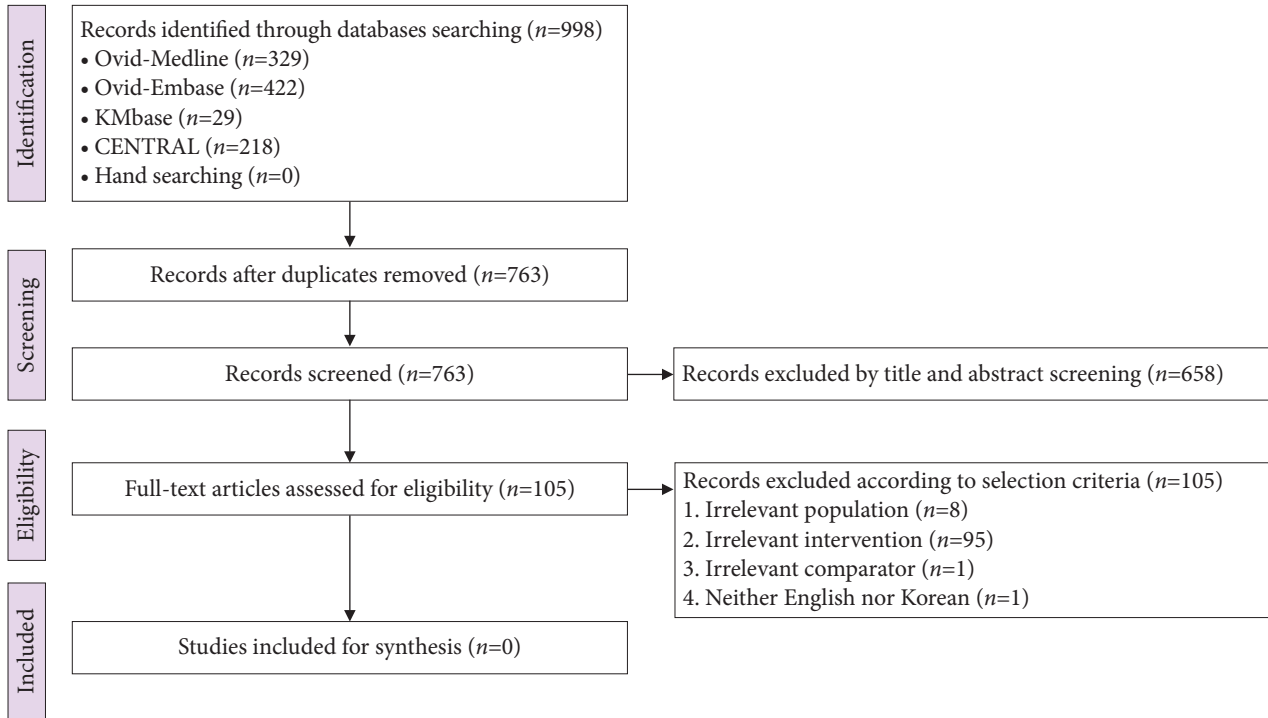 Identification
Records identified through databases searching (n=998)
• Ovid-Medline (n=329)
• Ovid-Embase (n=422)
• KMbase (n=29)
• CENTRAL (n=218)
• Hand searching (n=0)
Screening
Records after duplicates removed (n=763)
Records screened (n=763)
Records excluded by title and abstract screening (n=658)
Eligibility
Full-text articles assessed for eligibility (n=105)
Records excluded according to selection criteria (n=105)
1. Irrelevant population (n=8)
2. Irrelevant intervention (n=95)
3. Irrelevant comparator (n=1)
4. Neither English nor Korean (n=1)
Included
Studies included for synthesis (n=0)